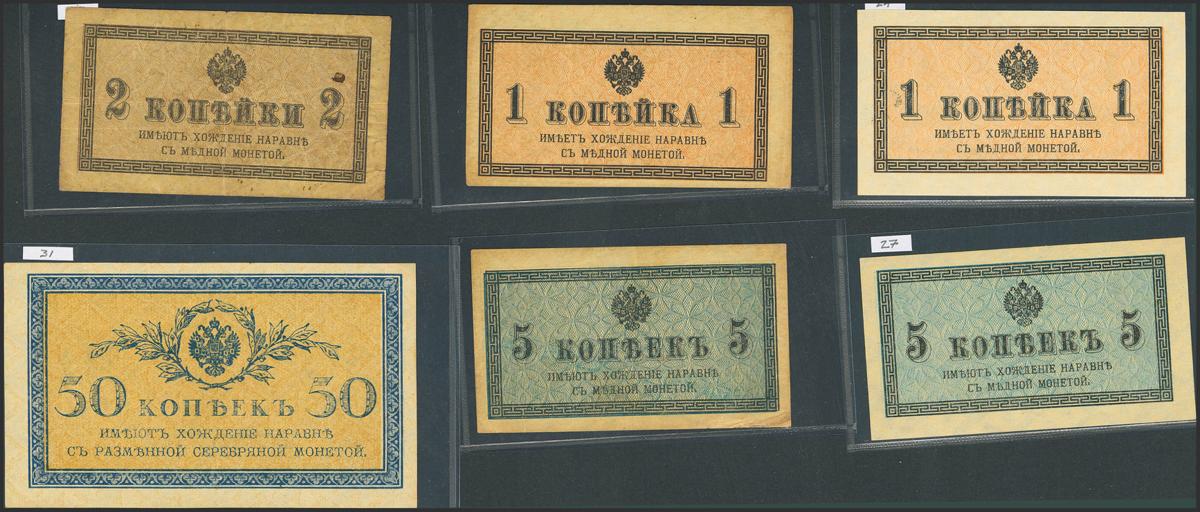 2 КОПѢЙКИ 2
ИМѢЮТЪ ХОЖДЕНІЕ НАРАВНѢ
СЪ МѢДНОЙ МОНЕТОЙ.
1 КОПѢЙКА 1
ИМѢЕТЪ ХОЖДЕНІЕ НАРАВНѢ
СЪ МѢДНОЙ МОНЕТОЙ.
1 КОПѢЙКА 1
ИМѢЕТЪ ХОЖДЕНІЕ НАРАВНѢ
СЪ МѢДНОЙ МОНЕТОЙ.
31
50 КОПѢЕКЪ 50
ИМѢЮТЪ ХОЖДЕНІЕ НАРАВНѢ
СЪ РАЗМѢННОЙ СЕРЕБРЯНОЙ МОНЕТОЙ.
5 КОПѢЕКЪ 5
ИМѢЮТЪ ХОЖДЕНІЕ НАРАВНѢ
СЪ МѢДНОЙ МОНЕТОЙ.
27
5 КОПѢЕКЪ 5
ИМѢЮТЪ ХОЖДЕНІЕ НАРАВНѢ
СЪ МѢДНОЙ МОНЕТОЙ.